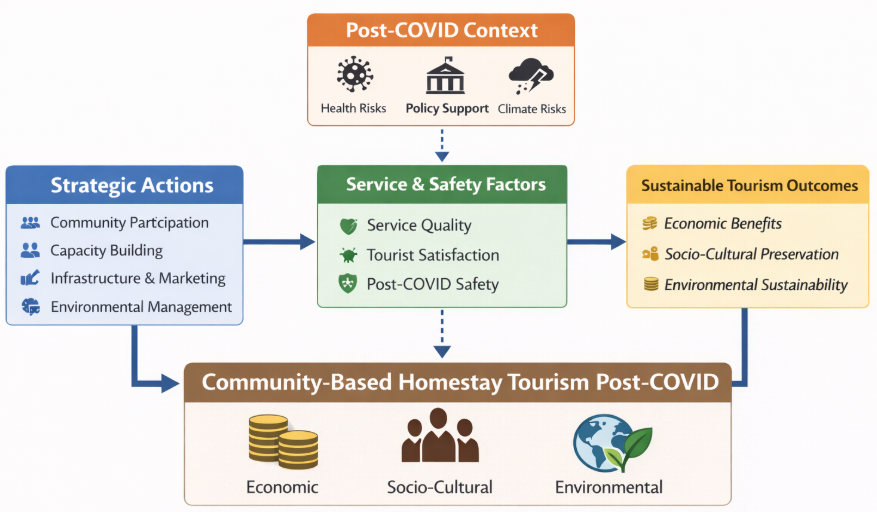 Post-COVID Context
Health Risks
Policy Support
Climate Risks
Strategic Actions
Community Participation
Capacity Building
Infrastructure & Marketing
Environmental Management
Service & Safety Factors
Service Quality
Tourist Satisfaction
Post-COVID Safety
Sustainable Tourism Outcomes
Economic Benefits
Socio-Cultural Preservation
Environmental Sustainability
Community-Based Homestay Tourism Post-COVID
Economic
Socio-Cultural
Environmental